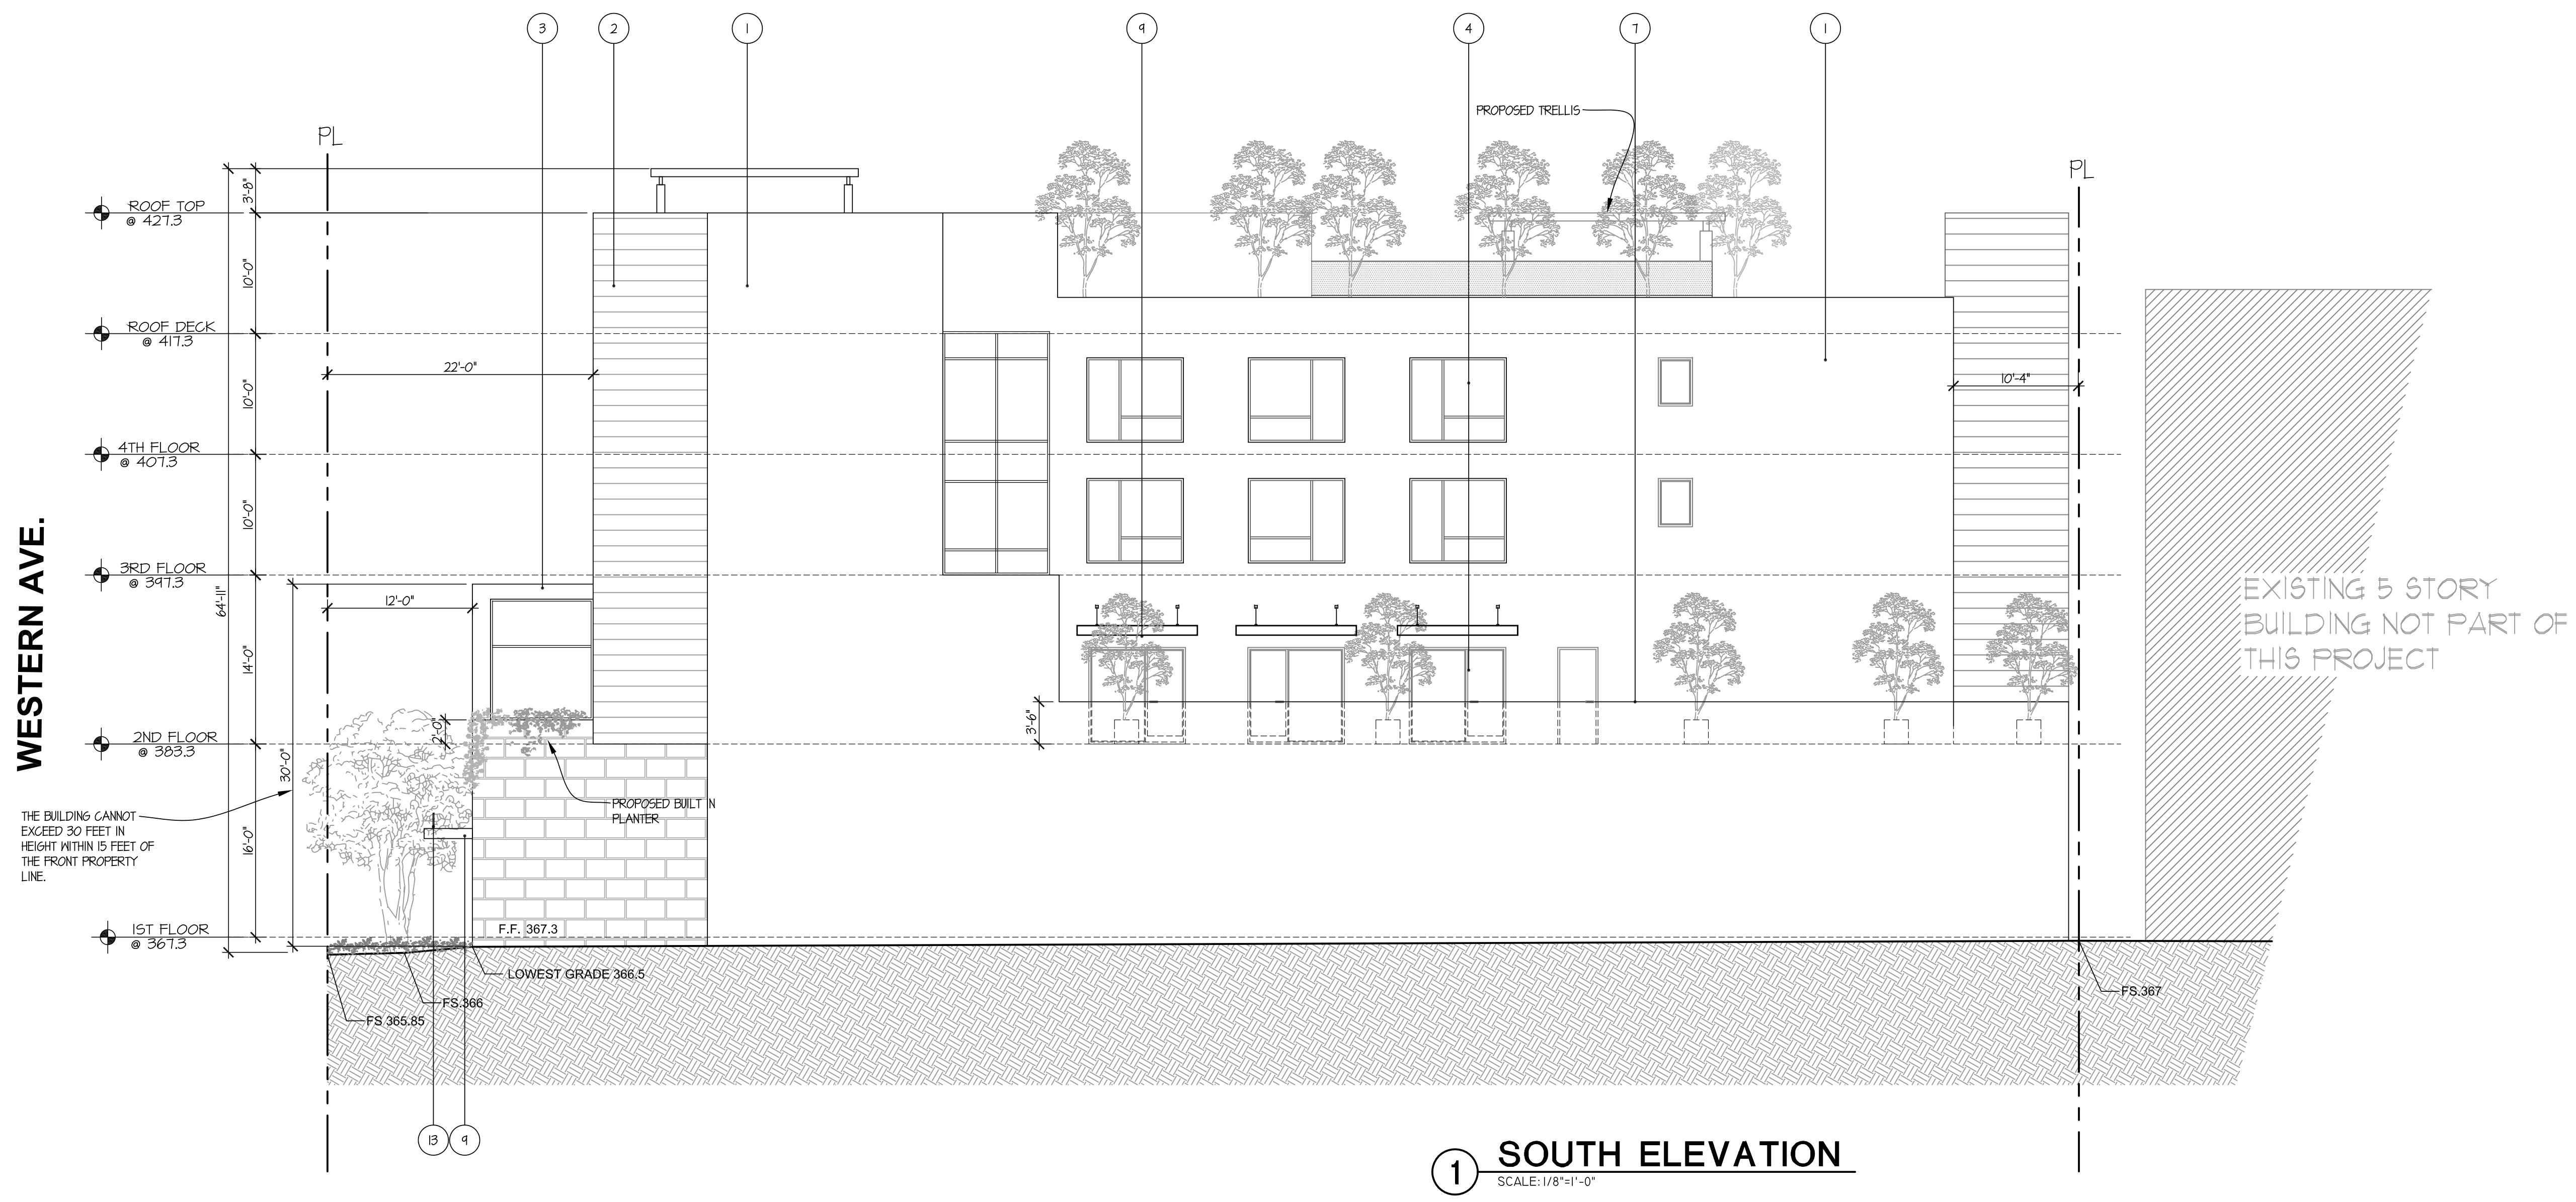 3
2
1
9
4
7
1
PROPOSED TRELLIS
PL
PL
3'-8"
ROOF TOP
@ 427.3
10'-0"
ROOF DECK
@ 417.3
22'-0"
10'-4"
10'-0"
4TH FLOOR
@ 407.3
10'-0"
3RD FLOOR
@ 397.3
12'-0"
64'-11"
EXISTING 5 STORY
BUILDING NOT PART OF
THIS PROJECT
WESTERN AVE.
14'-0"
2'-0"
3'-6"
2ND FLOOR
@ 383.3
30'-0"
PROPOSED BUILT IN
PLANTER
THE BUILDING CANNOT
EXCEED 30 FEET IN
HEIGHT WITHIN 15 FEET OF
THE FRONT PROPERTY
LINE.
16'-0"
1ST FLOOR
@ 367.3
F.F. 367.3
LOWEST GRADE 366.5
FS.366
FS 365.85
FS.367
13
9
1
SOUTH ELEVATION
SCALE: 1/8"=1'-0"